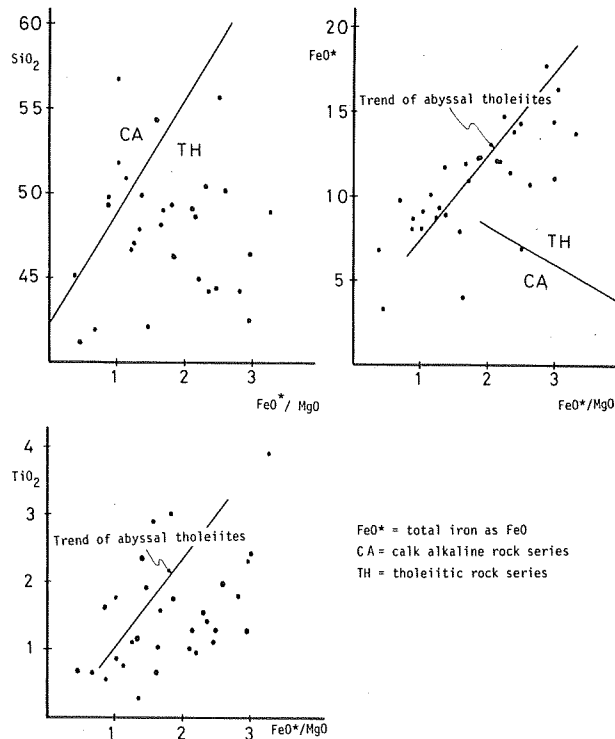 60
SiO2
55
CA
TH
50
45
1
2
3
FeO*/ MgO
20
FeO*
Trend of abyssal tholeiites
15
10
TH
5
CA
0
1
2
3
FeO*/MgO
4
TiO2
3
Trend of abyssal tholeiites
2
1
0
1
2
3
FeO*/MgO
FeO* = total iron as FeO
CA = calk alkaline rock series
TH = tholeiitic rock series